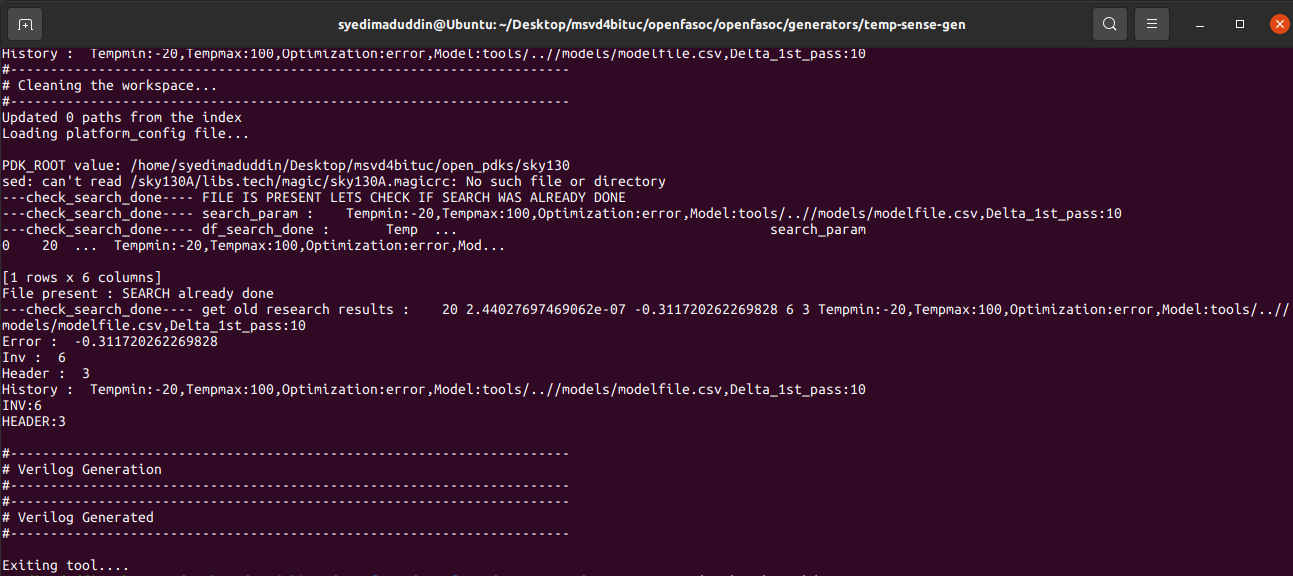 syedimaduddin@Ubuntu: ~/Desktop/msvd4bituc/openfasoc/openfasoc/generators/temp-sense-gen
History :  Tempmin:-20,Tempmax:100,Optimization:error,Model:tools/..//models/modelfile.csv,Delta_1st_pass:10
#----------------------------------------------------------------------
# Cleaning the workspace...
#----------------------------------------------------------------------
Updated 0 paths from the index
Loading platform_config file...
PDK_ROOT value: /home/syedimaduddin/Desktop/msvd4bituc/open_pdks/sky130
sed: can't read /sky130A/libs.tech/magic/sky130A.magicrc: No such file or directory
---check_search_done---- FILE IS PRESENT LETS CHECK IF SEARCH WAS ALREADY DONE
---check_search_done---- search_param :    Tempmin:-20,Tempmax:100,Optimization:error,Model:tools/..//models/modelfile.csv,Delta_1st_pass:10
---check_search_done---- df_search_done :       Temp  ...                                       search_param
0    20  ...  Tempmin:-20,Tempmax:100,Optimization:error,Mod...
[1 rows x 6 columns]
File present : SEARCH already done
---check_search_done---- get old research results :    20 2.44027697469062e-07 -0.311720262269828 6 3 Tempmin:-20,Tempmax:100,Optimization:error,Model:tools/..//
models/modelfile.csv,Delta_1st_pass:10
Error :  -0.311720262269828
Inv :  6
Header :  3
History :  Tempmin:-20,Tempmax:100,Optimization:error,Model:tools/..//models/modelfile.csv,Delta_1st_pass:10
INV:6
HEADER:3
#----------------------------------------------------------------------
# Verilog Generation
#----------------------------------------------------------------------
#----------------------------------------------------------------------
# Verilog Generated
#----------------------------------------------------------------------
Exiting tool....